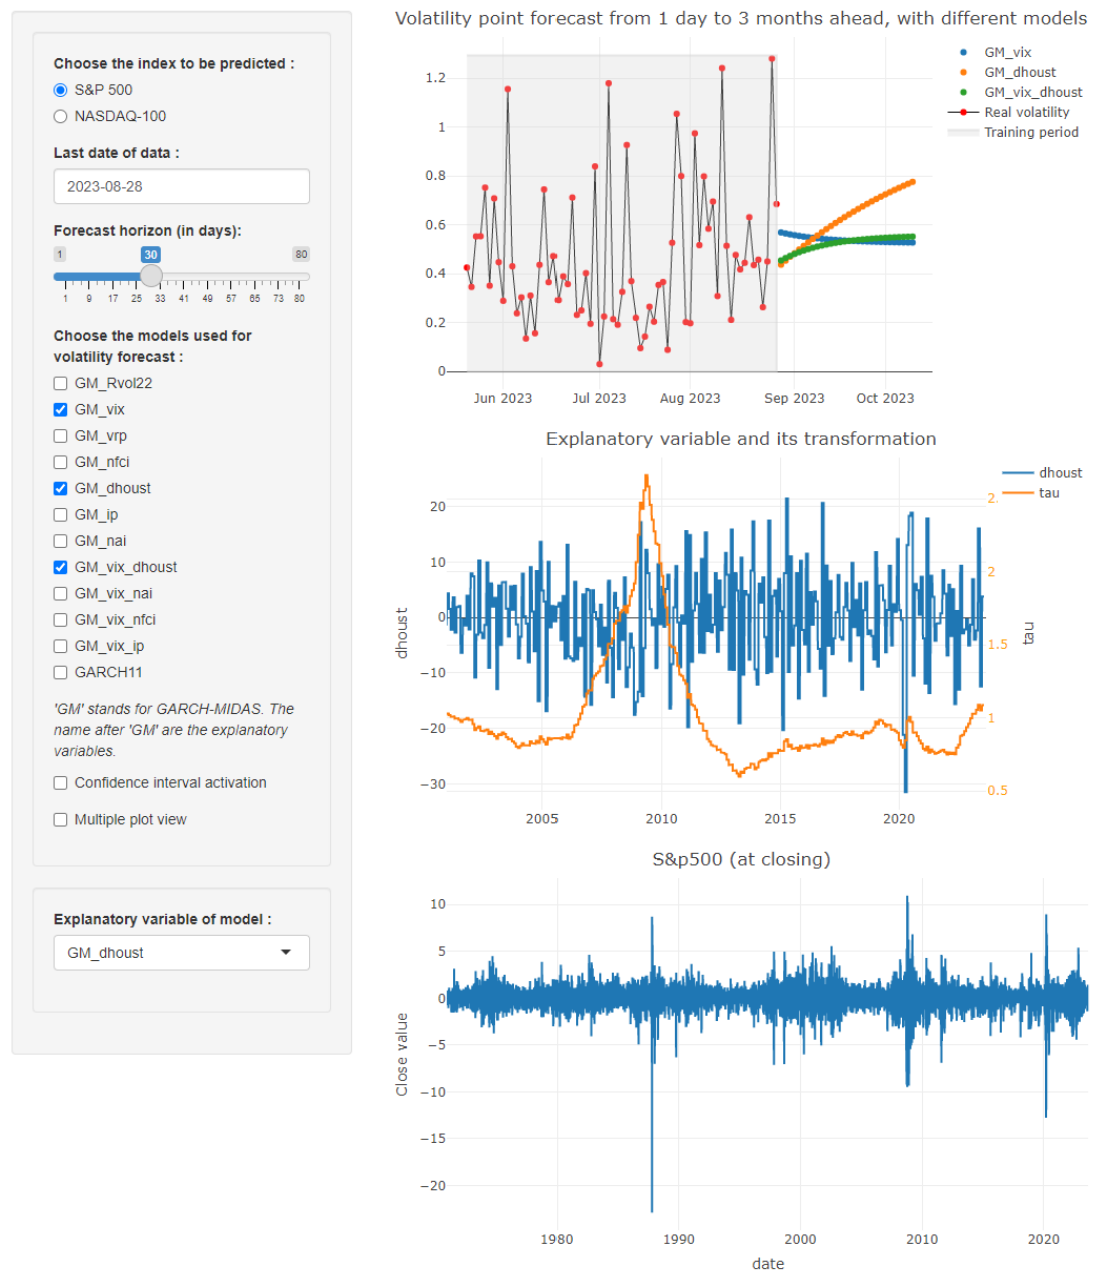 Choose the index to be predicted :
S&P 500
NASDAQ-100
Last date of data :
2023-08-28
Forecast horizon (in days):
1 30 80
1 9 17 25 33 41 49 57 65 73 80
Choose the models used for
volatility forecast :
GM_Rvol22
GM_vix
GM_vrp
GM_nfci
GM_dhoust
GM_ip
GM_nai
GM_vix_dhoust
GM_vix_nai
GM_vix_nfci
GM_vix_ip
GARCH11
'GM' stands for GARCH-MIDAS. The
name after 'GM' are the explanatory
variables.
Confidence interval activation
Multiple plot view
Explanatory variable of model :
GM_dhoust
Volatility point forecast from 1 day to 3 months ahead, with different models
1.2
1
0.8
0.6
0.4
0.2
0
Jun 2023 Jul 2023 Aug 2023 Sep 2023 Oct 2023
GM_vix
GM_dhoust
GM_vix_dhoust
Real volatility
Training period
Explanatory variable and its transformation
dhoust
20
10
0
−10
−20
−30
2005 2010 2015 2020
2.
2
1.5
1
0.5
tau
dhoust
tau
S&p500 (at closing)
Close value
10
5
0
−5
−10
−15
−20
1980 1990 2000 2010 2020
date